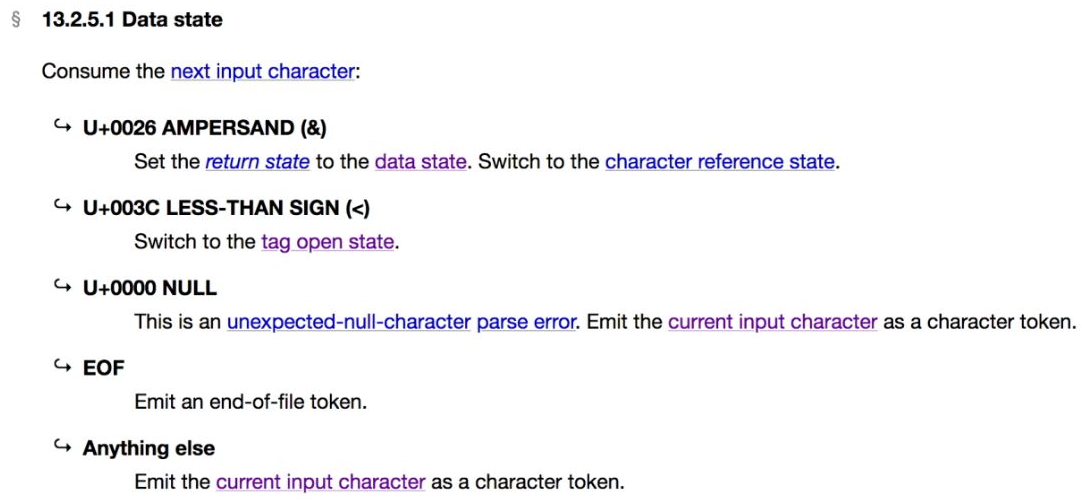 § 13.2.5.1 Data state
Consume the next input character:
↪ U+0026 AMPERSAND (&)
Set the return state to the data state. Switch to the character reference state.
↪ U+003C LESS-THAN SIGN (<)
Switch to the tag open state.
↪ U+0000 NULL
This is an unexpected-null-character parse error. Emit the current input character as a character token.
↪ EOF
Emit an end-of-file token.
↪ Anything else
Emit the current input character as a character token.